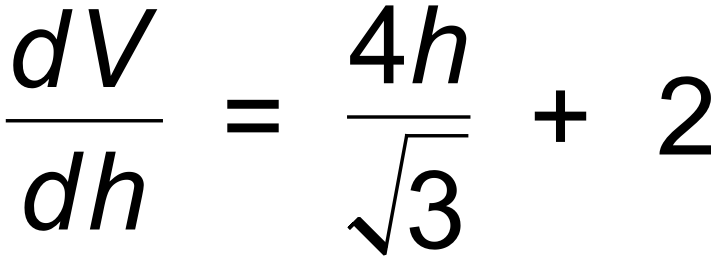 dV/dh = 4h/√3 + 2